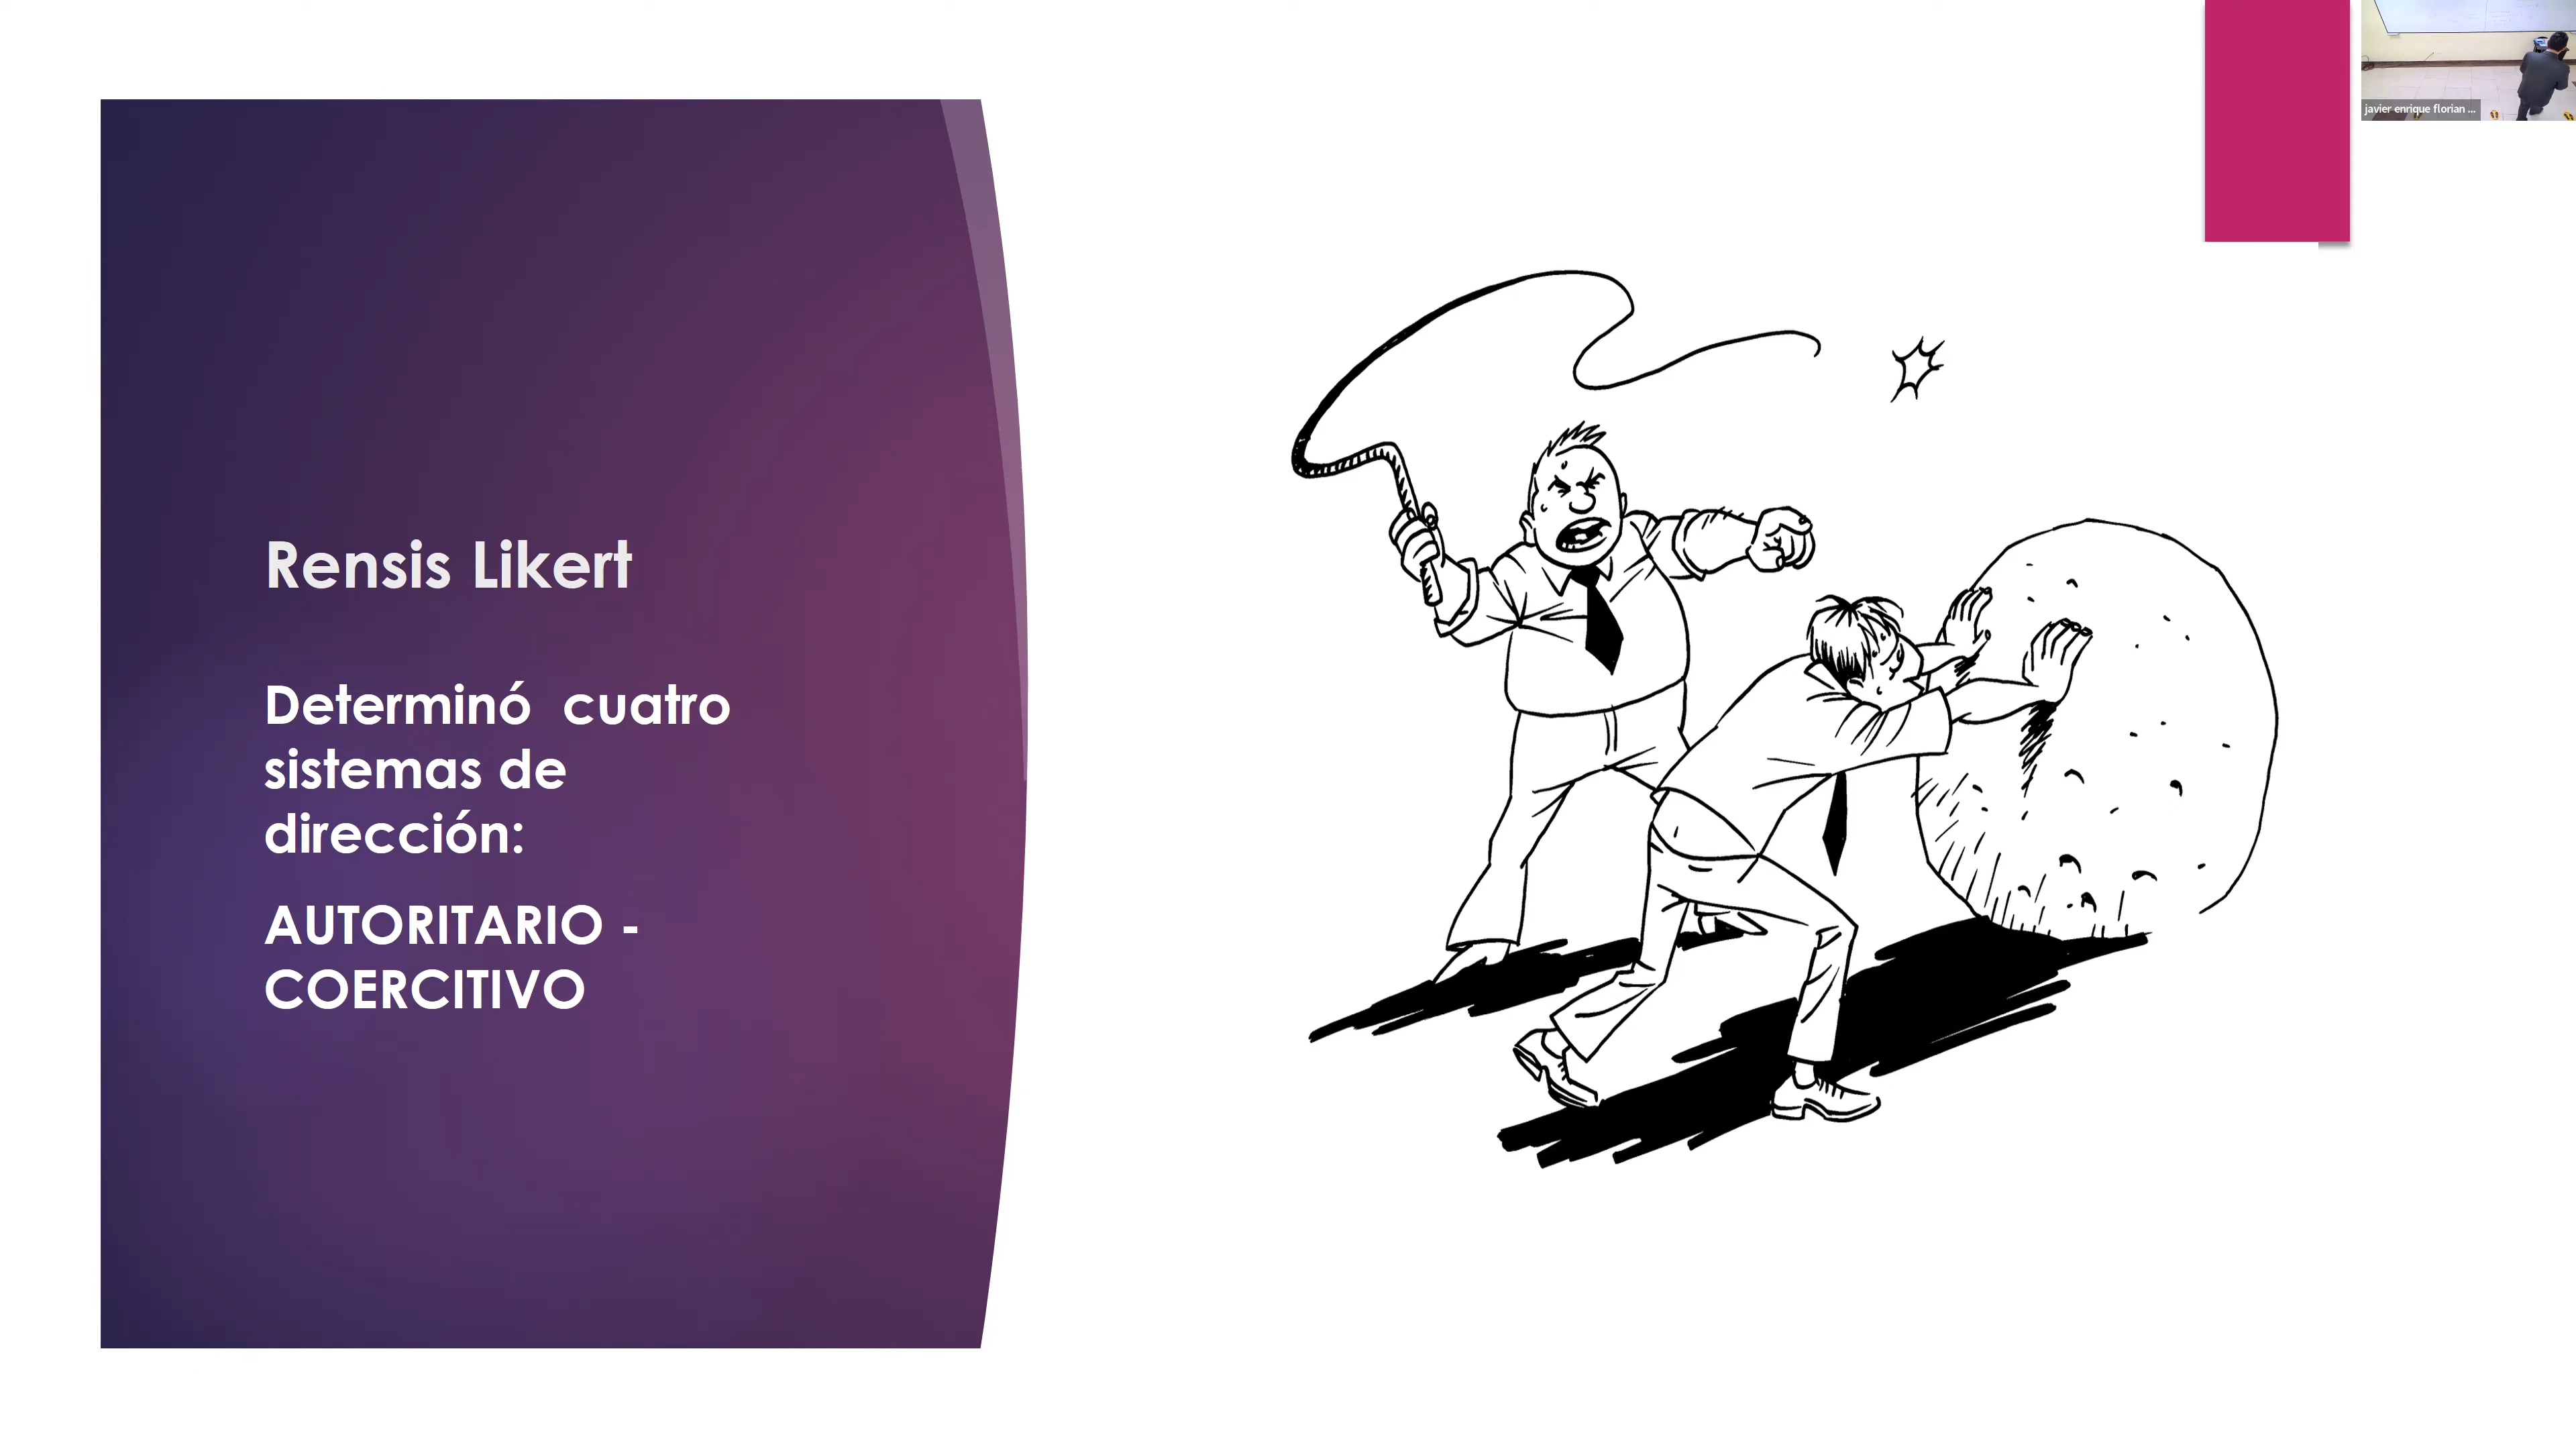 javier enrique florian ...
Rensis Likert
Determinó cuatro
sistemas de
dirección:
AUTORITARIO -
COERCITIVO